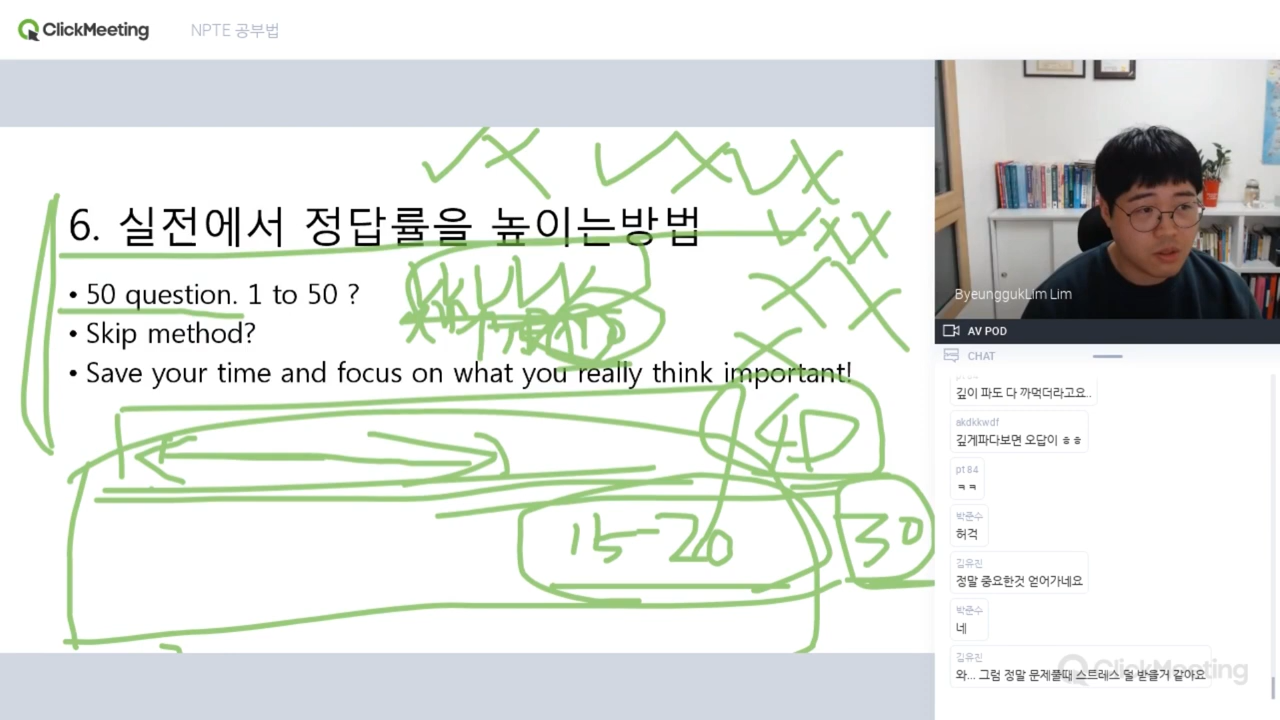 ClickMeeting
NPTE 공부법
6. 실전에서 정답률을 높이는방법
• 50 question. 1 to 50 ?
• Skip method?
• Save your time and focus on what you really think important!
40
15-20
30
ByeunggukLim Lim
AV POD
CHAT
깊이 파도 다 까먹더라고요..
akdkkwdf
깊게파다보면 오답이 ㅎㅎ
pt 84
ㅋㅋ
박준수
허걱
김유진
정말 중요한것 얻어가네요
박준수
네
김유진
와... 그럼 정말 문제풀때 스트레스 덜 받을거 같아요
ClickMeeting